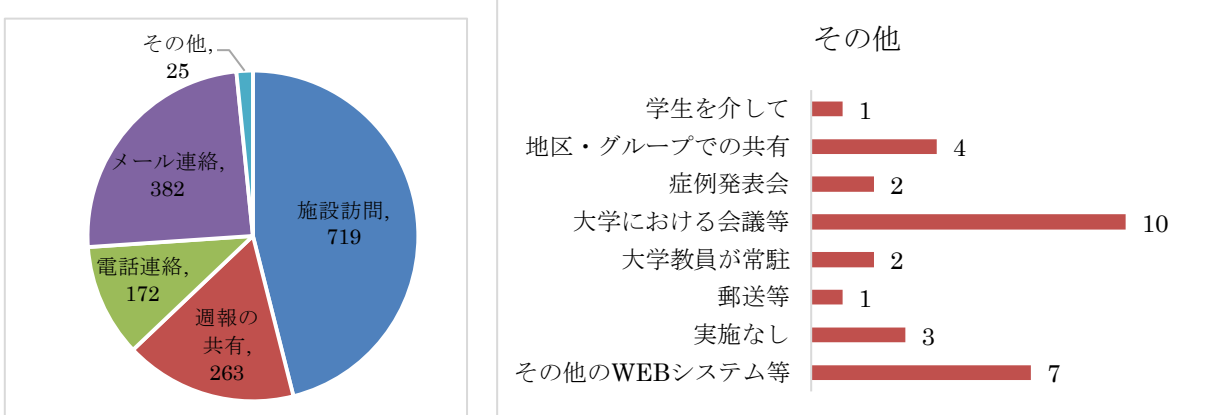 その他,
25
メール連絡,
382
施設訪問,
719
電話連絡,
172
週報の
共有,
263
その他
学生を介して 1
地区・グループでの共有 4
症例発表会 2
大学における会議等 10
大学教員が常駐 2
郵送等 1
実施なし 3
その他のWEBシステム等 7